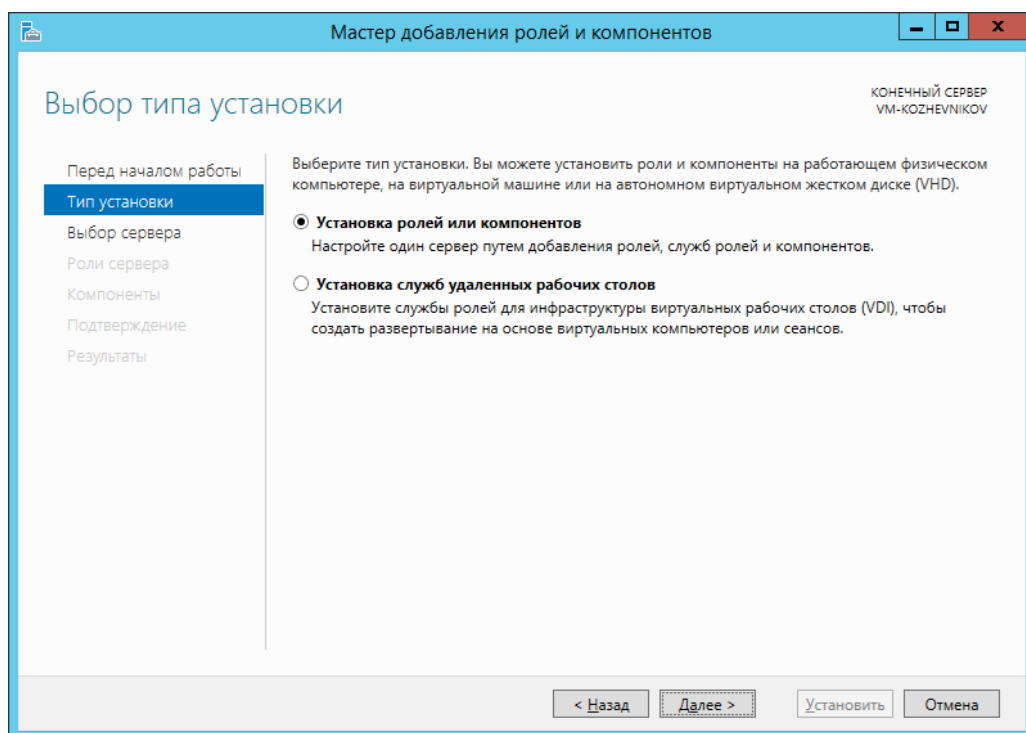 Мастер добавления ролей и компонентов
Выбор типа установки
КОНЕЧНЫЙ СЕРВЕР
VM-KOZHEVNIKOV
Перед началом работы
Тип установки
Выбор сервера
Роли сервера
Компоненты
Подтверждение
Результаты
Выберите тип установки. Вы можете установить роли и компоненты на работающем физическом
компьютере, на виртуальной машине или на автономном виртуальном жестком диске (VHD).
Установка ролей или компонентов
Настройте один сервер путем добавления ролей, служб ролей и компонентов.
Установка служб удаленных рабочих столов
Установите службы ролей для инфраструктуры виртуальных рабочих столов (VDI), чтобы
создать развертывание на основе виртуальных компьютеров или сеансов.
< Назад
Далее >
Установить
Отмена